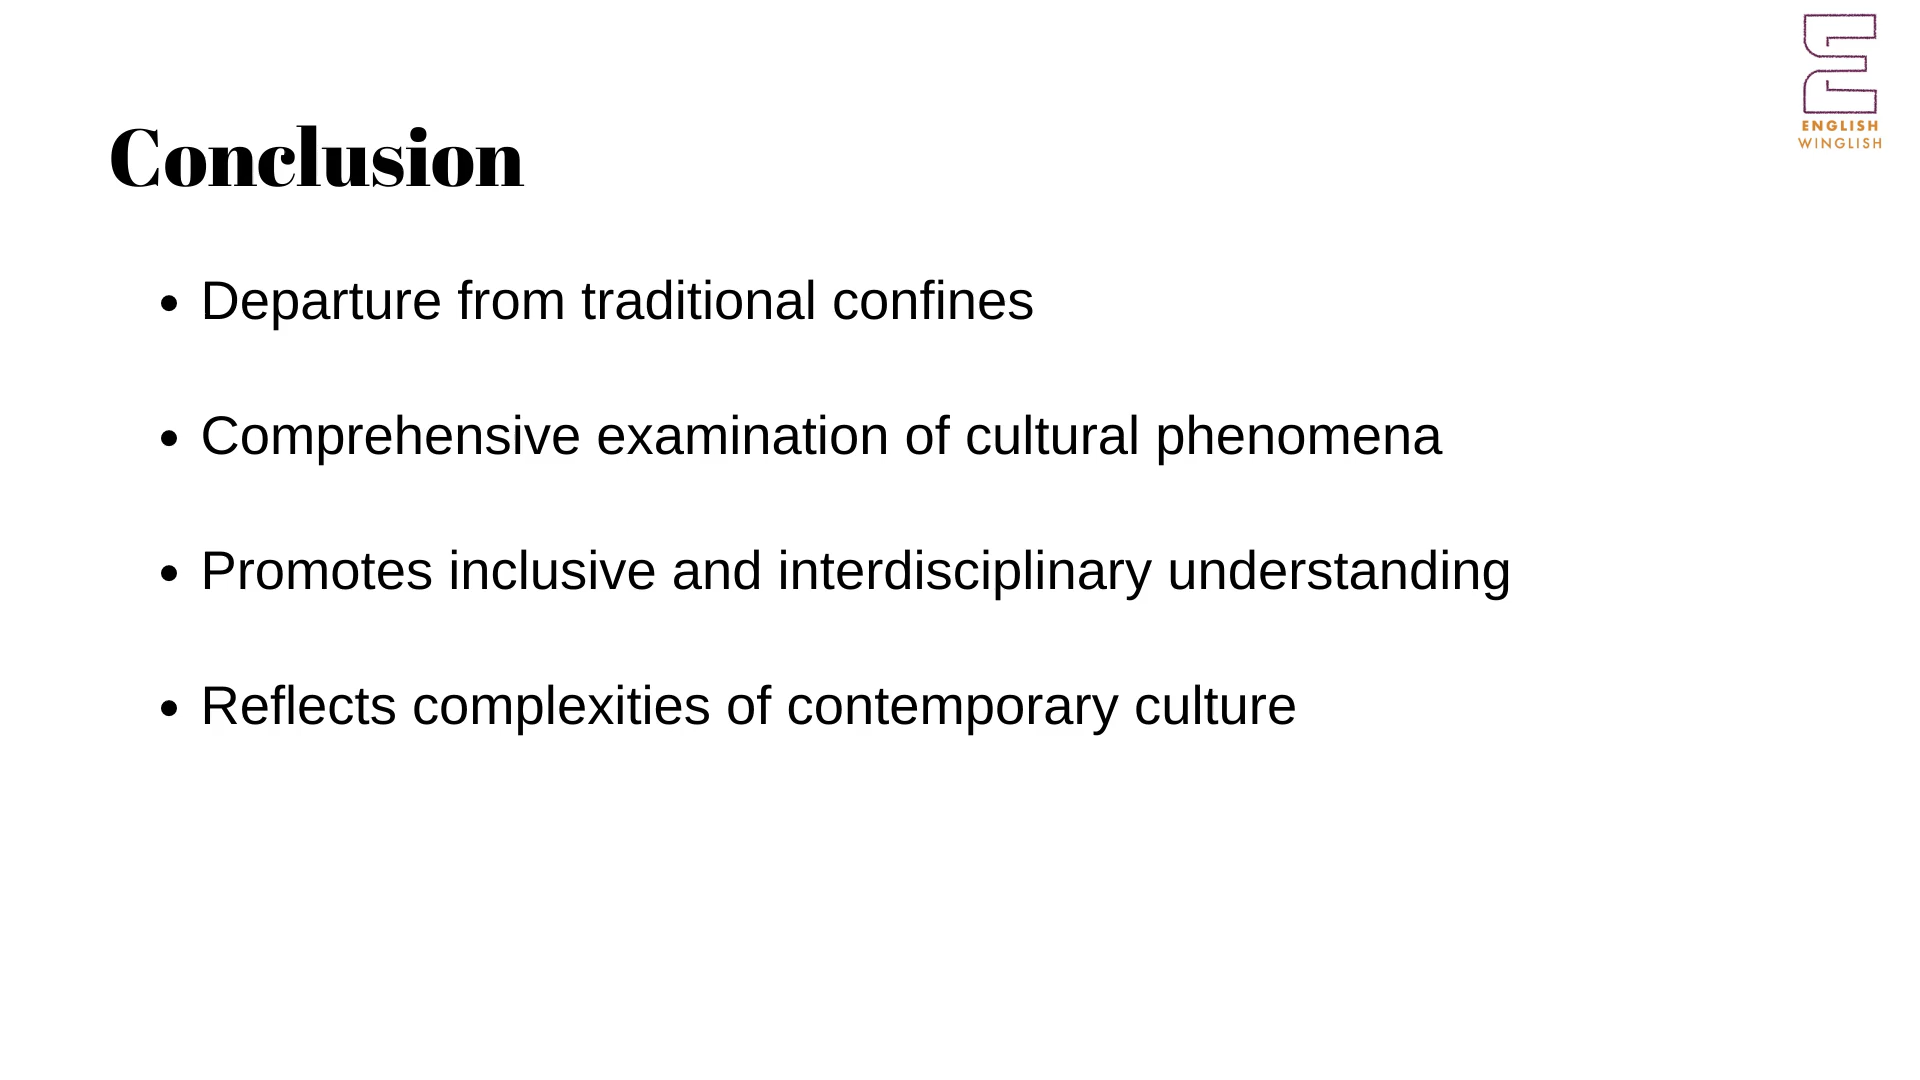 ENGLISH
WINGLISH
Conclusion
• Departure from traditional confines
• Comprehensive examination of cultural phenomena
• Promotes inclusive and interdisciplinary understanding
• Reflects complexities of contemporary culture